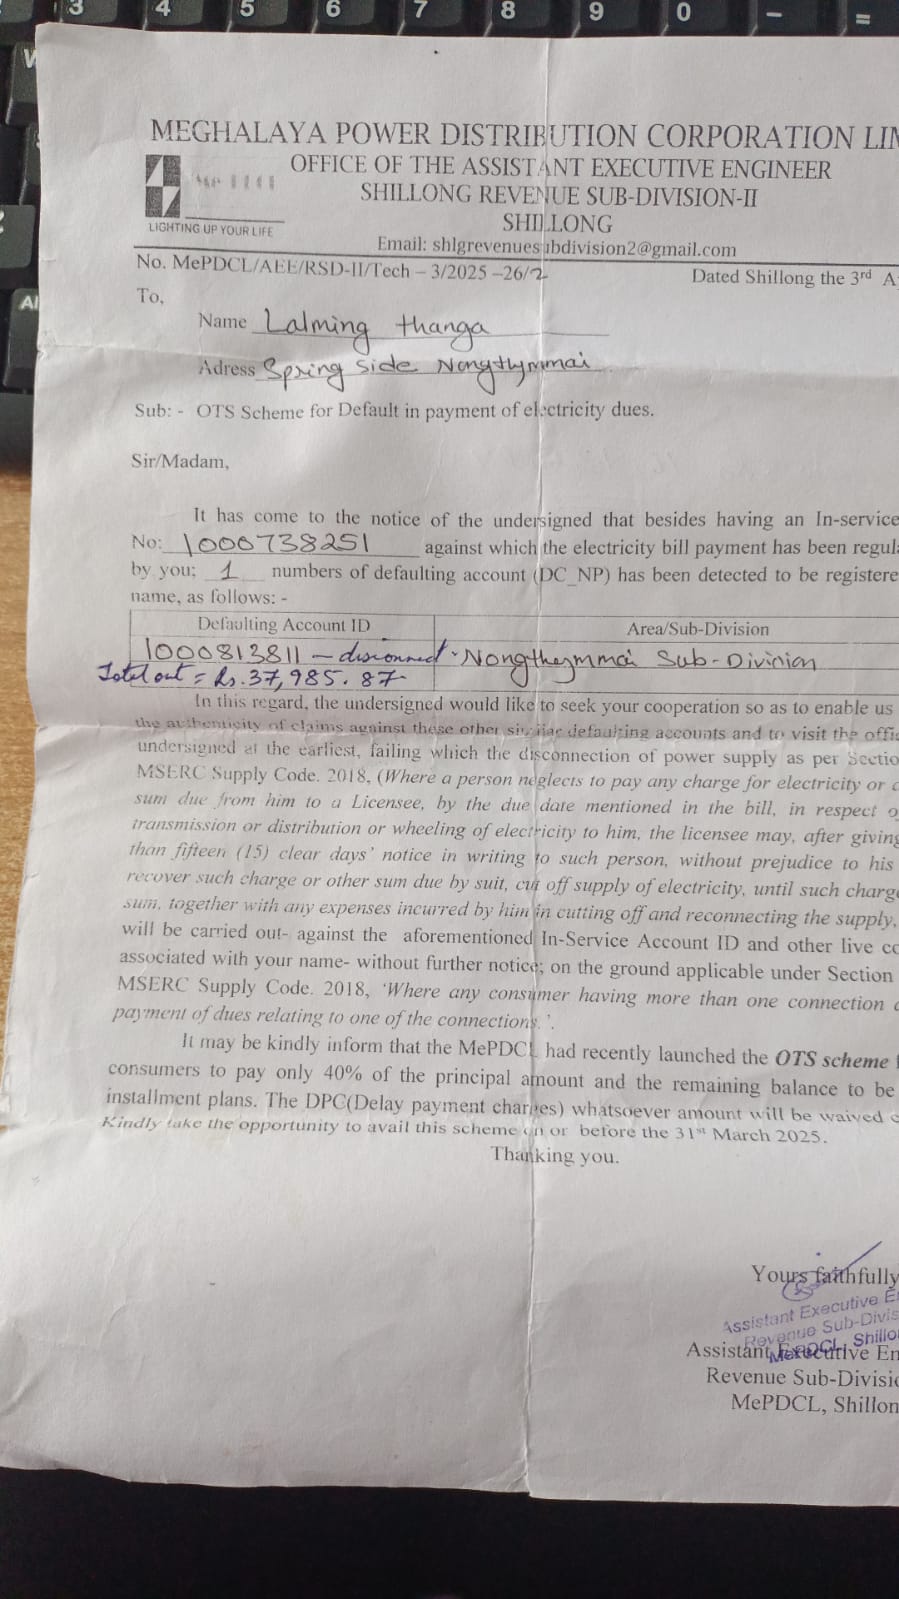 MEGHALAYA POWER DISTRIBUTION CORPORATION LIM
OFFICE OF THE ASSISTANT EXECUTIVE ENGINEER
SHILLONG REVENUE SUB-DIVISION-II
SHILLONG
LIGHTING UP YOUR LIFE
Email: shlgrevenuesubdivision2@gmail.com
No. MePDCL/AEE/RSD-II/Tech – 3/2025 –26/2
Dated Shillong the 3rd A
To,
Name Lalming thanga
Adress Spring Side Nongthymmai
Sub: - OTS Scheme for Default in payment of electricity dues.
Sir/Madam,
It has come to the notice of the undersigned that besides having an In-service
No: 1000738251 against which the electricity bill payment has been regul
by you; 1 numbers of defaulting account (DC_NP) has been detected to be registere
name, as follows: -
Defaulting Account ID
Area/Sub-Division
1000813811 – disconnect
Nongthymmai Sub-Division
Total out = Rs. 37,985.87
In this regard, the undersigned would like to seek your cooperation so as to enable us
the authenticity of claims against these other similar defaulting accounts and to visit the offi
undersigned at the earliest, failing which the disconnection of power supply as per Sectio
MSERC Supply Code. 2018, (Where a person neglects to pay any charge for electricity or
sum due from him to a Licensee, by the due date mentioned in the bill, in respect o
transmission or distribution or wheeling of electricity to him, the licensee may, after giving
than fifteen (15) clear days' notice in writing to such person, without prejudice to his
recover such charge or other sum due by suit, cut off supply of electricity, until such charg
sum, together with any expenses incurred by him in cutting off and reconnecting the supply,
will be carried out- against the aforementioned In-Service Account ID and other live co
associated with your name- without further notice; on the ground applicable under Section
MSERC Supply Code. 2018, 'Where any consumer having more than one connection
payment of dues relating to one of the connections.'.
It may be kindly inform that the MePDCL had recently launched the OTS scheme
consumers to pay only 40% of the principal amount and the remaining balance to be
installment plans. The DPC(Delay payment charges) whatsoever amount will be waived
Kindly take the opportunity to avail this scheme on or before the 31st March 2025.
Thanking you.
Yours faithfully
Assistant Executive E
Revenue Sub-Divis
MePDCL, Shillo
Assistant Executive En
Revenue Sub-Divisi
MePDCL, Shillon